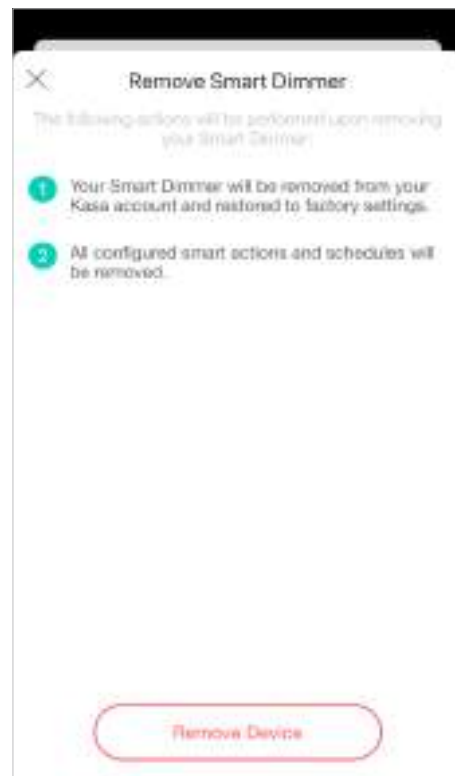 Remove Smart Dimmer
The following actions will be performed upon removing
your Smart Dimmer:
1 Your Smart Dimmer will be removed from your
Kasa account and restored to factory settings.
2 All configured smart actions and schedules will
be removed.
Remove Device